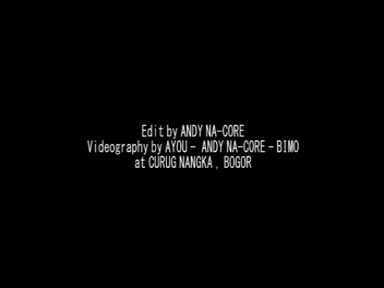 Edit by ANDY NA-CORE
Videography by AYOU - ANDY NA-CORE - BIMO
at CURUG NANGKA , BOGOR